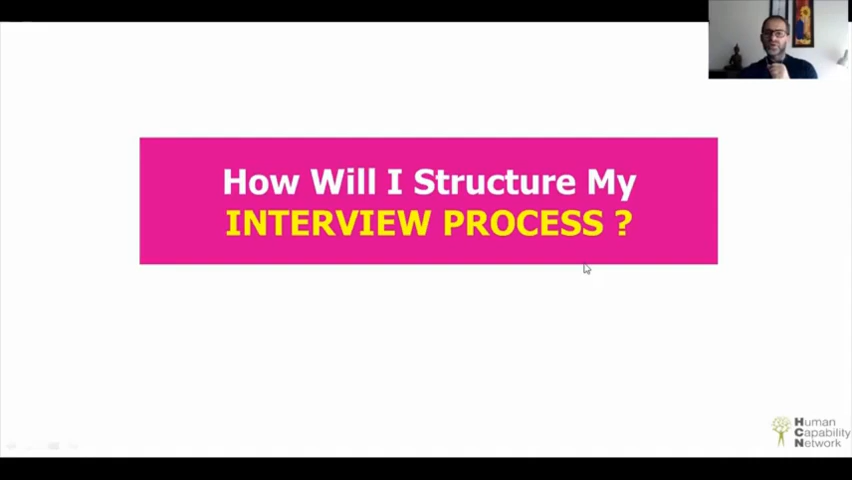 How Will I Structure My
INTERVIEW PROCESS ?
Human
Capability
Network